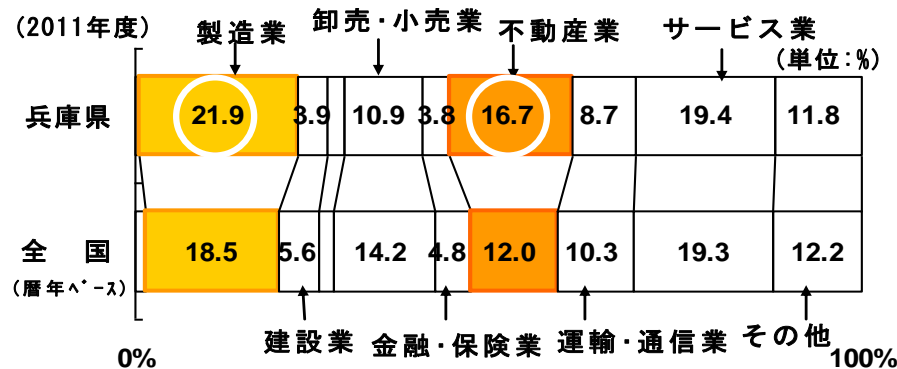 (2011年度)
製造業 卸売・小売業 不動産業 サービス業
(単位:%)
兵庫県 21.9 3.9 10.9 3.8 16.7 8.7 19.4 11.8
全 国 18.5 5.6 14.2 4.8 12.0 10.3 19.3 12.2
(暦年ベース)
建設業 金融・保険業 運輸・通信業 その他
0% 100%